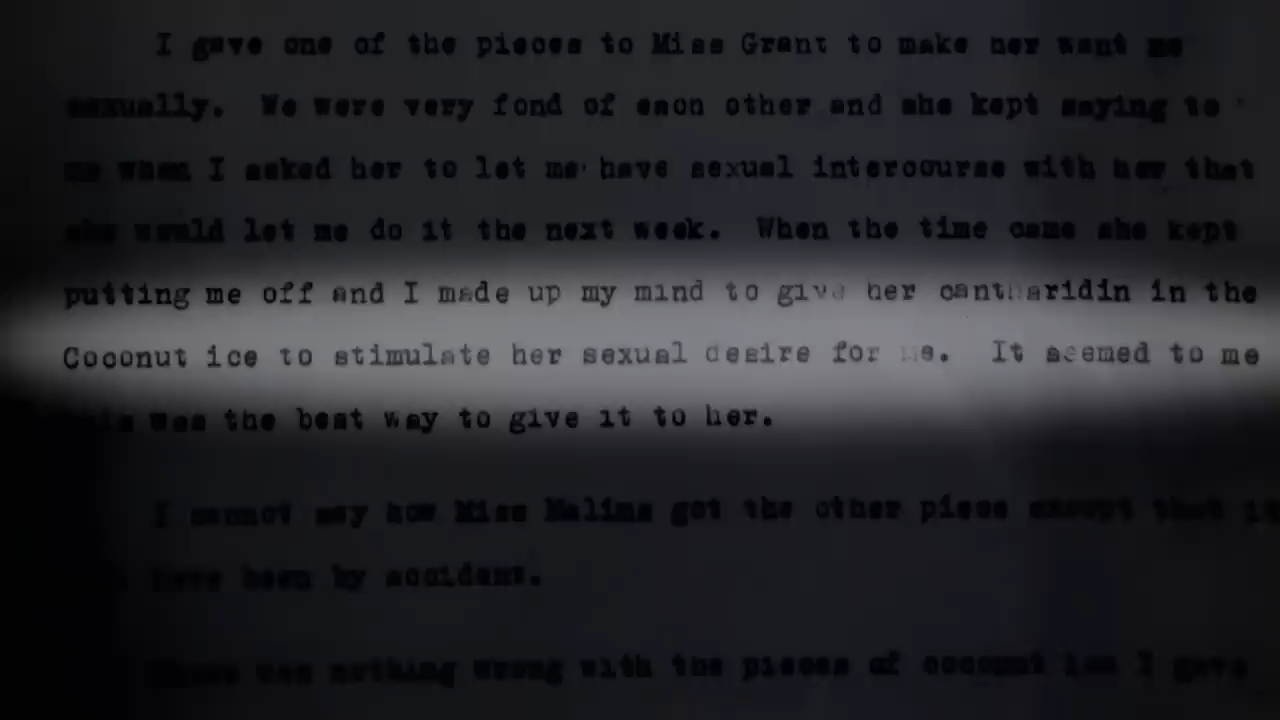 I gave one of the pieces to Miss Grant to make her want me
sexually. We were very fond of each other and she kept saying to
me when I asked her to let me have sexual intercourse with her that
she would let me do it the next week. When the time came she kept
putting me off and I made up my mind to give her cantharidin in the
Coconut ice to stimulate her sexual desire for me. It seemed to me
this was the best way to give it to her.
I cannot say how Miss Malins got the other piece except that it
have been by accident.
There was nothing wrong with the pieces of coconut ice I gave